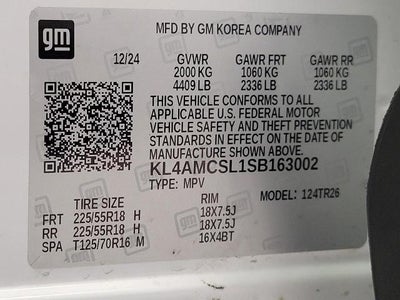 gm
MFD BY GM KOREA COMPANY
12/24 GVWR GAWR FRT GAWR RR
2000 KG 1060 KG 1060 KG
4409 LB 2336 LB 2336 LB
THIS VEHICLE CONFORMS TO ALL
APPLICABLE U.S. FEDERAL MOTOR
VEHICLE SAFETY AND THEFT PREVENTION
STANDARDS IN EFFECT ON THE DATE OF
MANUFACTURE SHOWN ABOVE.
KL4AMCSL1SB163002
TYPE: MPV MODEL: 124TR26
TIRE SIZE RIM
FRT 225/55R18 H 18X7.5J
RR 225/55R18 H 18X7.5J
SPA T125/70R16 M 16X4BT